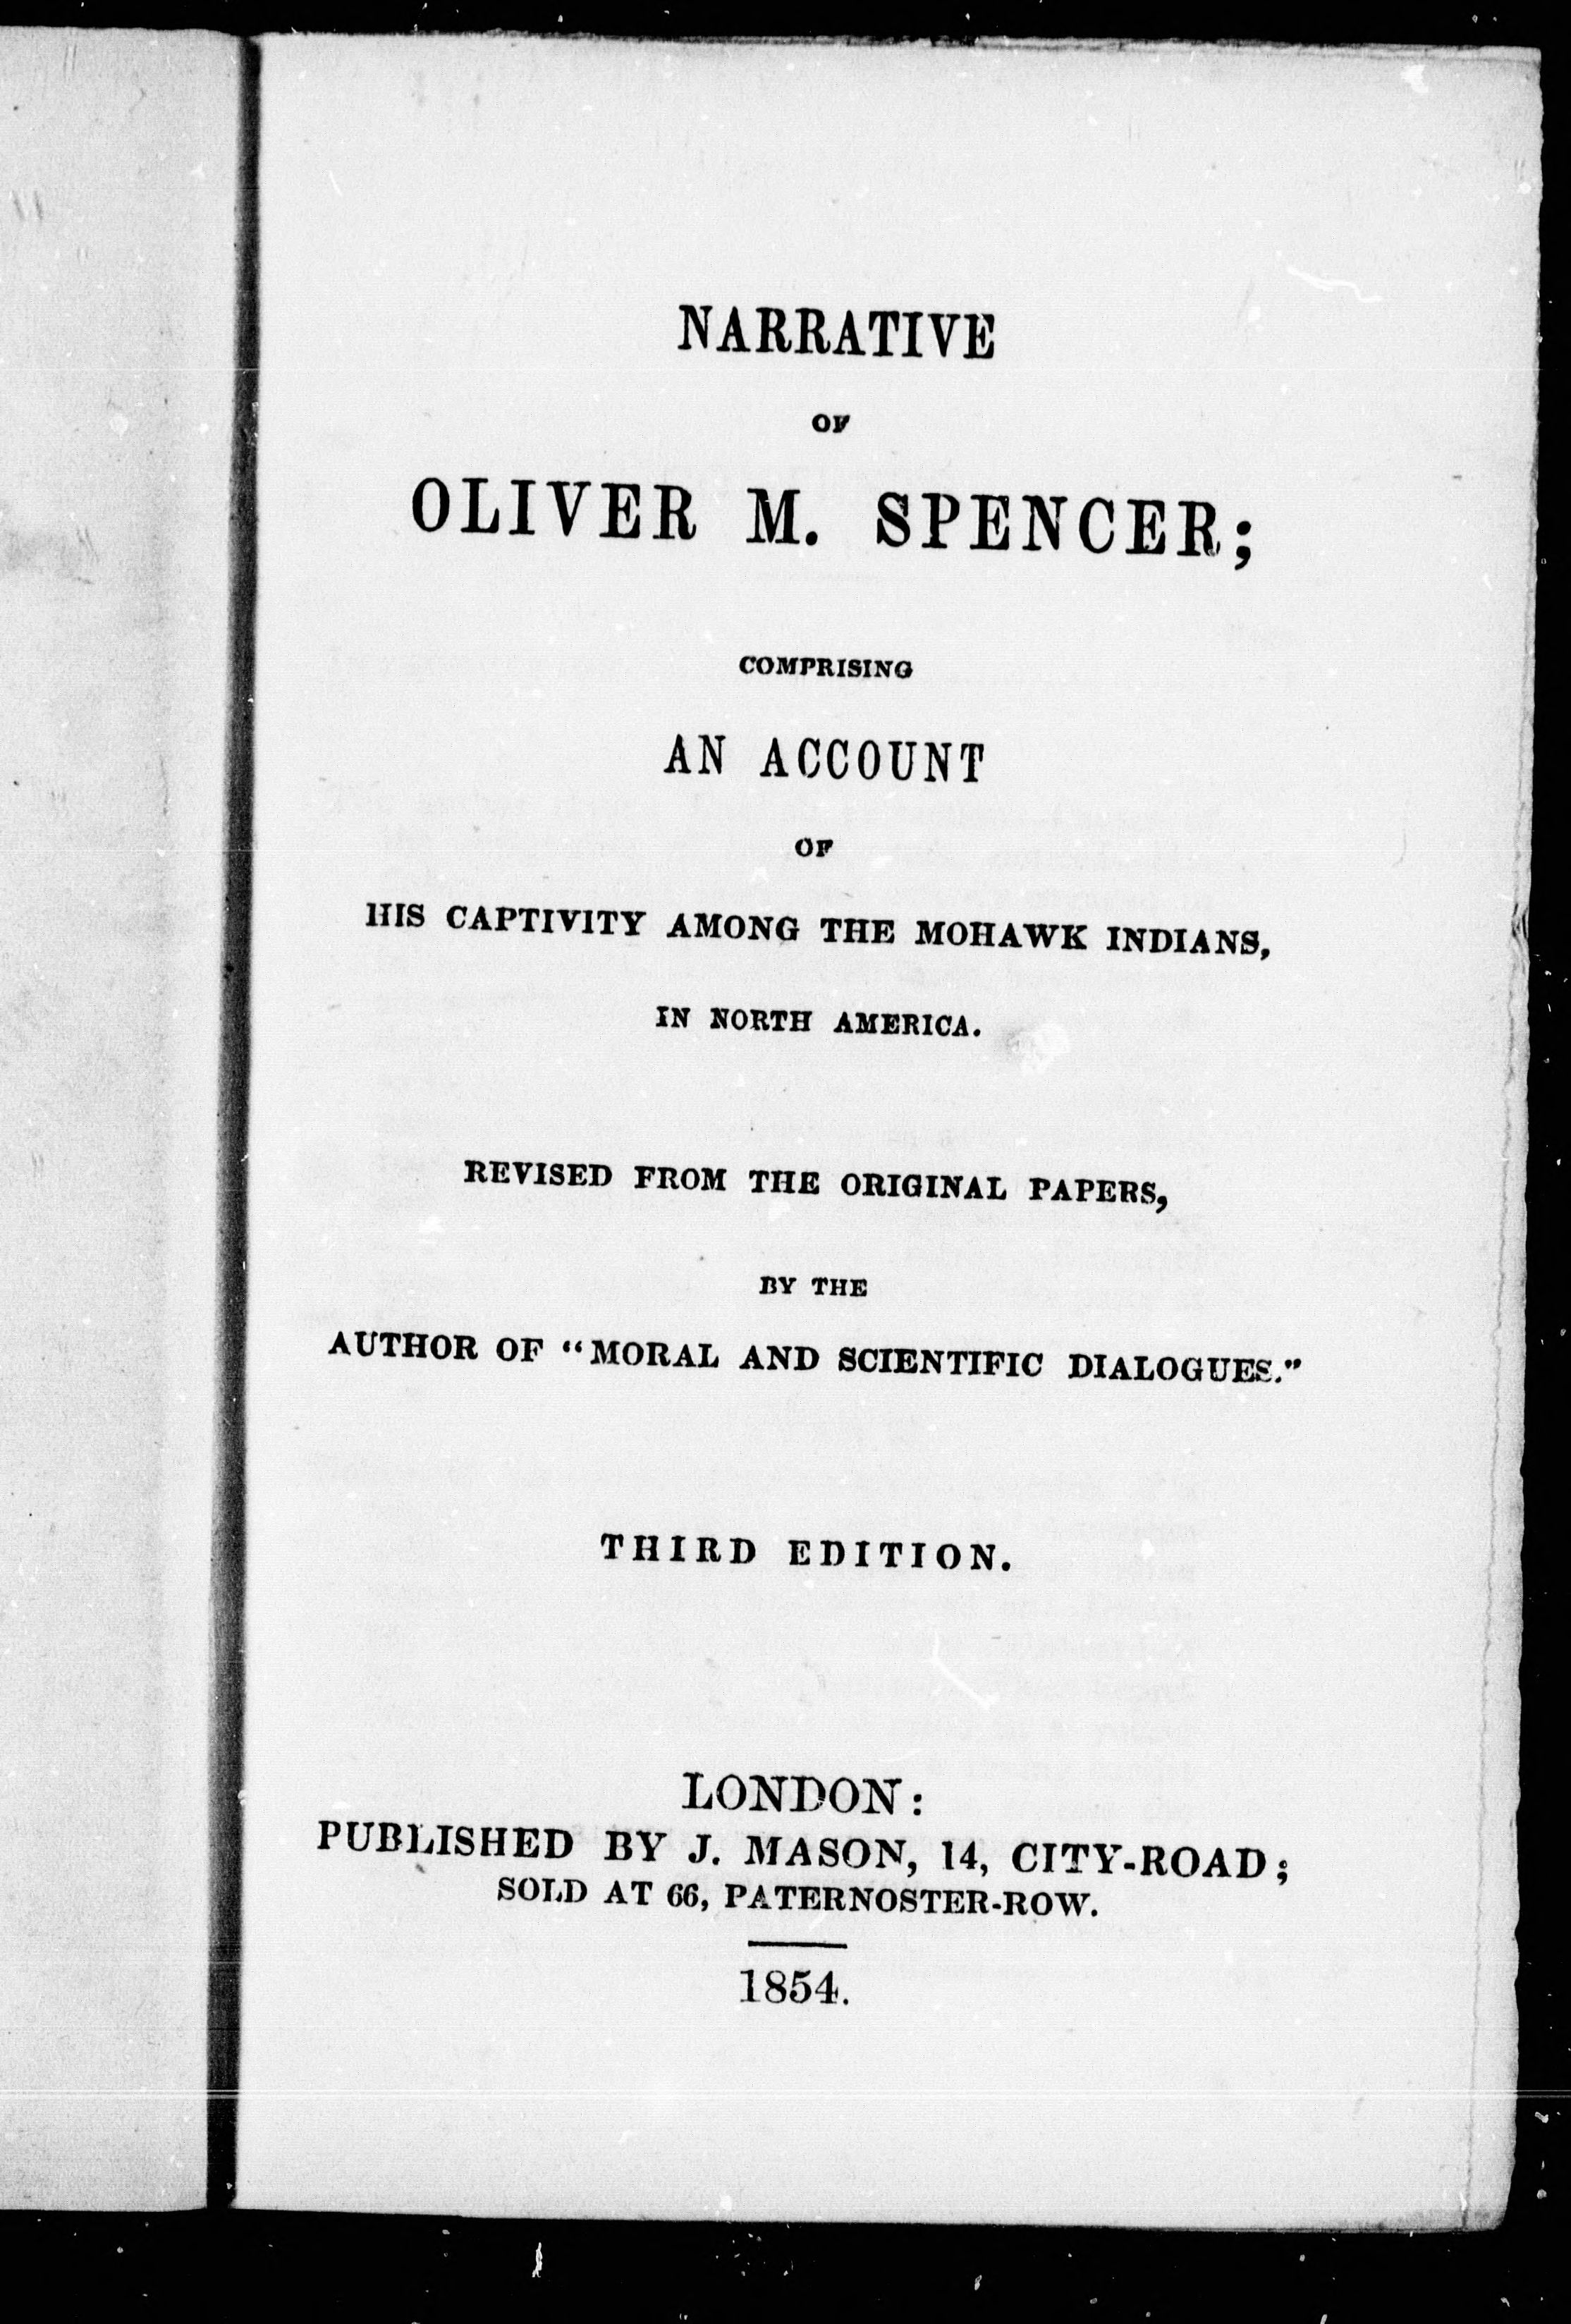 NARRATIVE
OF
OLIVER M. SPENCER;
COMPRISING
AN ACCOUNT
OF
HIS CAPTIVITY AMONG THE MOHAWK INDIANS,
IN NORTH AMERICA.
REVISED FROM THE ORIGINAL PAPERS,
BY THE
AUTHOR OF "MORAL AND SCIENTIFIC DIALOGUES."
THIRD EDITION.
LONDON:
PUBLISHED BY J. MASON, 14, CITY-ROAD;
SOLD AT 66, PATERNOSTER-ROW.
1854.